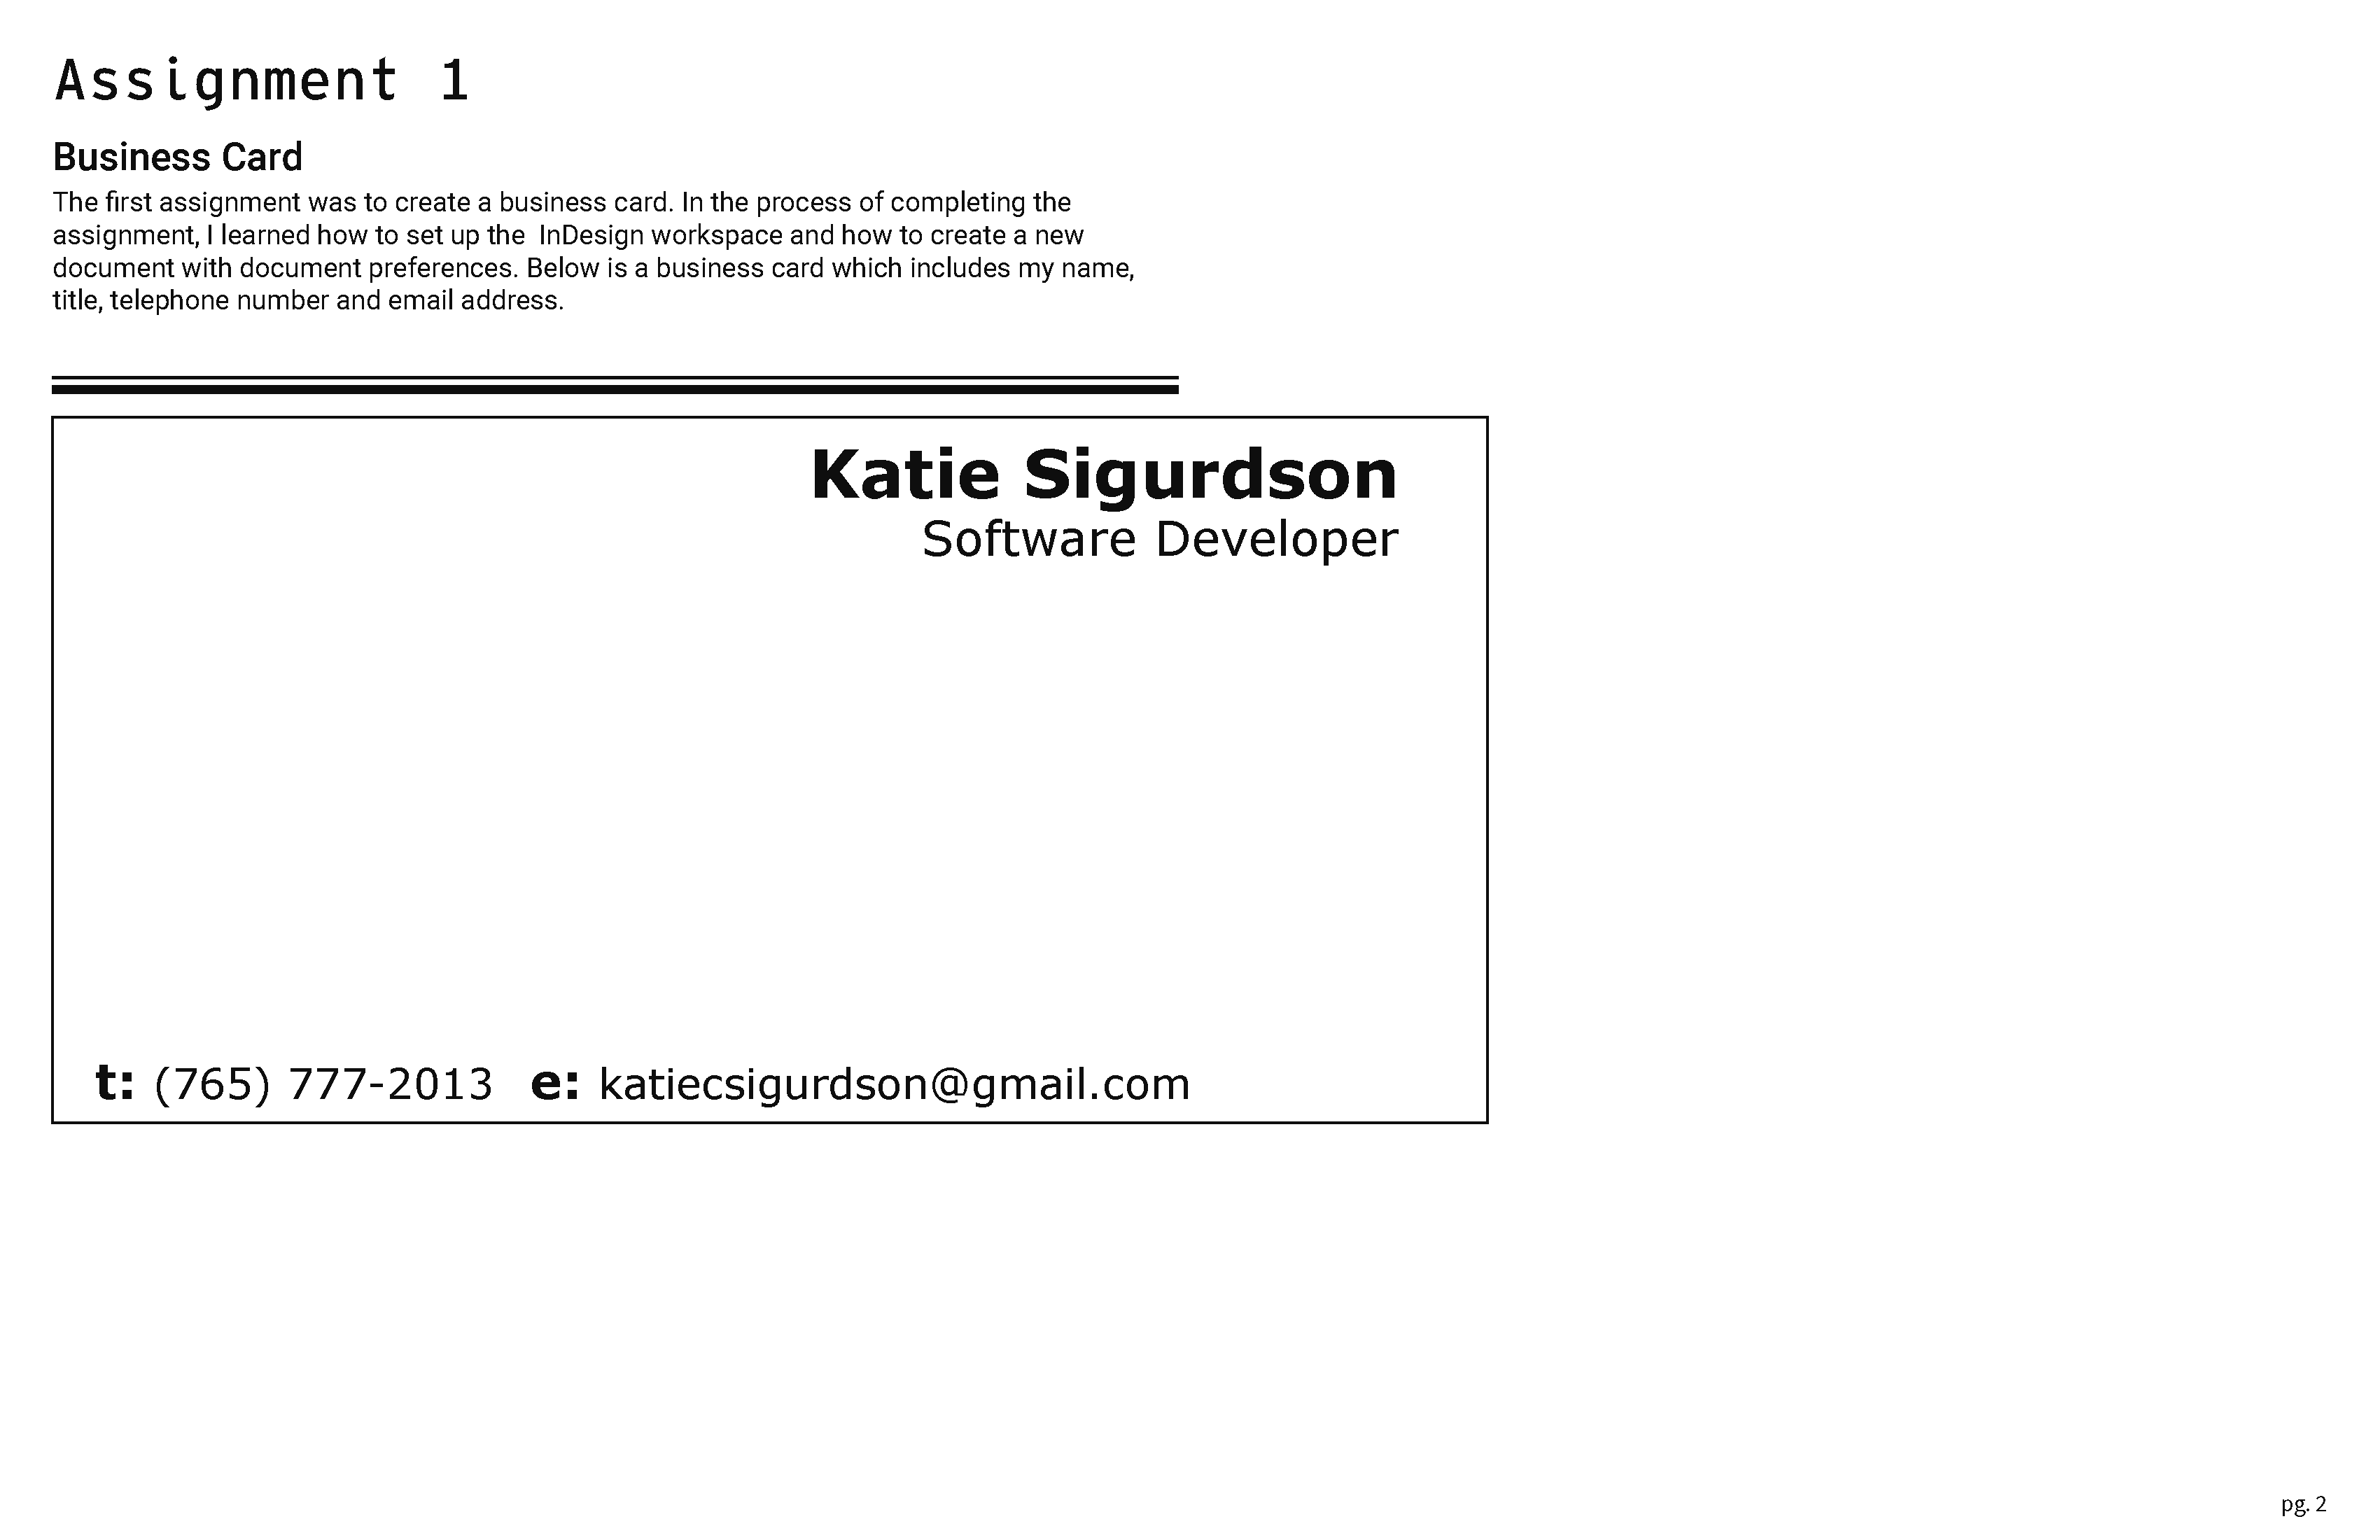 Assignment 1
Business Card
The first assignment was to create a business card. In the process of completing the
assignment, I learned how to set up the  InDesign workspace and how to create a new
document with document preferences. Below is a business card which includes my name,
title, telephone number and email address.
Katie Sigurdson
Software Developer
t: (765) 777-2013  e: katiecsigurdson@gmail.com
pg. 2